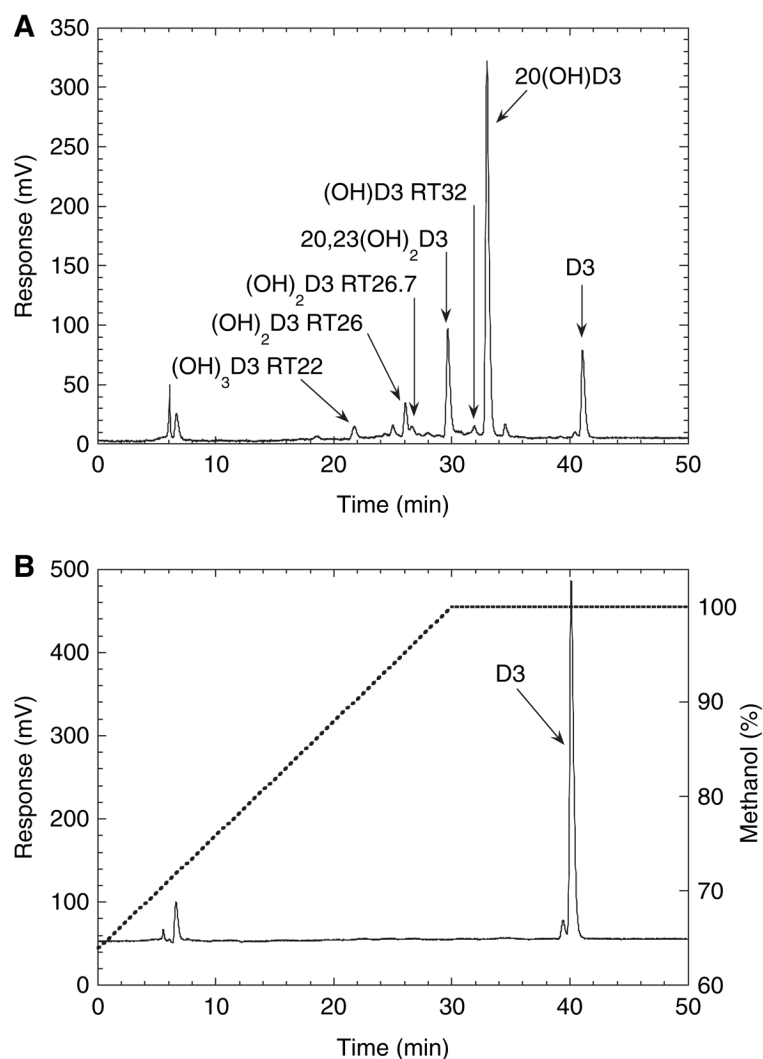 A
350
300
250
200
150
100
50
0
Response (mV)
20(OH)D3
(OH)D3 RT32
20,23(OH)₂D3
D3
(OH)₂D3 RT26.7
(OH)₂D3 RT26
(OH)₃D3 RT22
0 10 20 30 40 50
Time (min)
B
500
400
300
200
100
0
Response (mV)
D3
100
90
80
70
60
Methanol (%)
0 10 20 30 40 50
Time (min)